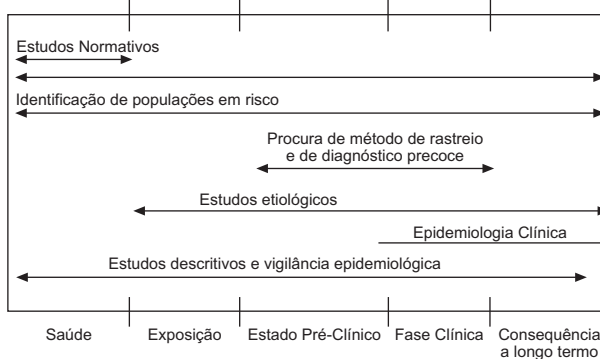 Estudos Normativos
Identificação de populações em risco
Procura de método de rastreio
e de diagnóstico precoce
Estudos etiológicos
Epidemiologia Clínica
Estudos descritivos e vigilância epidemiológica
Saúde
Exposição
Estado Pré-Clínico
Fase Clínica
Consequência
a longo termo